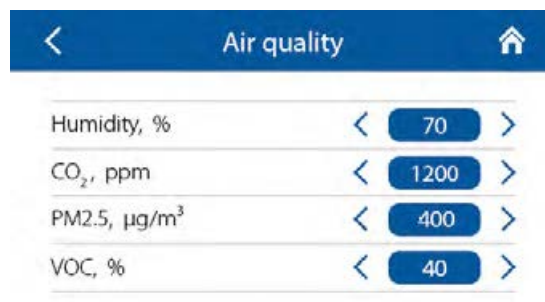 Air quality
Humidity, % 70
CO₂, ppm 1200
PM2.5, µg/m³ 400
VOC, % 40